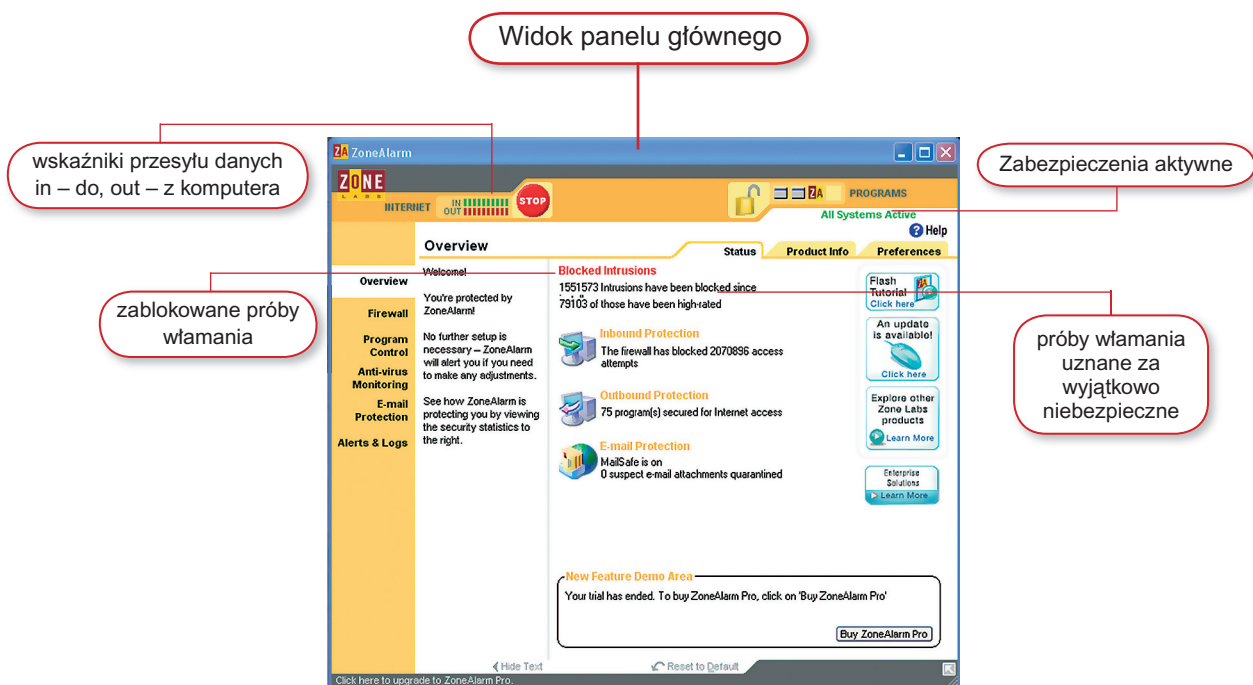 Widok panelu głównego
wskaźniki przesyłu danych
in – do, out – z komputera
Zabezpieczenia aktywne
zablokowane próby
włamania
próby włamania
uznane za
wyjątkowo
niebezpieczne
ZA ZoneAlarm
ZONE
LABS
INTERNET
IN
OUT
STOP
ZA
PROGRAMS
All Systems Active
Help
Overview
Status
Product Info
Preferences
Overview
Firewall
Program
Control
Anti-virus
Monitoring
E-mail
Protection
Alerts & Logs
Welcome!
You're protected by
ZoneAlarm!
No further setup is
necessary – ZoneAlarm
will alert you if you need
to make any adjustments.
See how ZoneAlarm is
protecting you by viewing
the security statistics to
the right.
Blocked Intrusions
1551573 Intrusions have been blocked since
79103 of those have been high-rated
Inbound Protection
The firewall has blocked 2070896 access
attempts
Outbound Protection
75 program(s) secured for Internet access
E-mail Protection
MailSafe is on
0 suspect e-mail attachments quarantined
Flash
Tutorial
Click here
An update
is available!
Click here
Explore other
Zone Labs
products
Learn More
Enterprise
Solutions
Learn More
New Feature Demo Area
Your trial has ended. To buy ZoneAlarm Pro, click on 'Buy ZoneAlarm Pro'
Buy ZoneAlarm Pro
Hide Text
Reset to Default
Click here to upgrade to ZoneAlarm Pro.